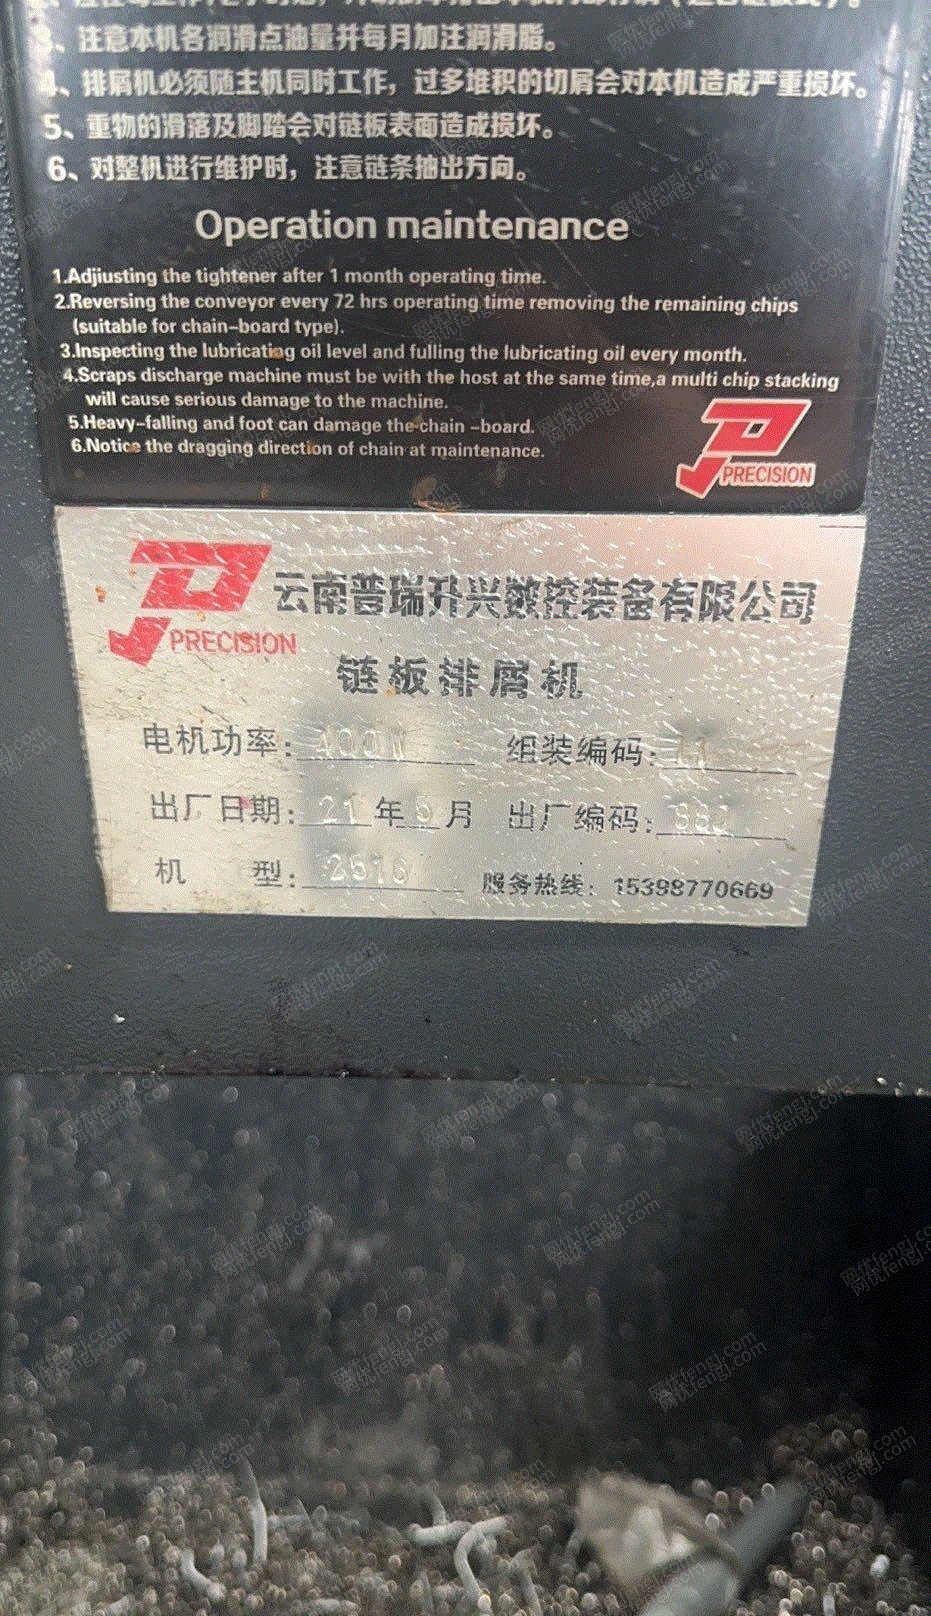 3、注意本机各润滑点油量并每月加注润滑脂。
4、排屑机必须随主机同时工作，过多堆积的切屑会对本机造成严重损坏。
5、重物的滑落及脚踏会对链板表面造成损坏。
6、对整机进行维护时，注意链条抽出方向。
Operation maintenance
1.Adjiusting the tightener after 1 month operating time.
2.Reversing the conveyor every 72 hrs operating time removing the remaining chips
(suitable for chain-board type).
3.Inspecting the lubricating oil level and fulling the lubricating oil every month.
4.Scraps discharge machine must be with the host at the same time,a multi chip stacking
will cause serious damage to the machine.
5.Heavy-falling and foot can damage the chain -board.
6.Notice the dragging direction of chain at maintenance.
PRECISION
云南普瑞升兴数控装备有限公司
PRECISION
链板排屑机
电机功率: 400W 组装编码: 11
出厂日期: 21 年 月 出厂编码:
机 型: 2516 服务热线: 15398770669